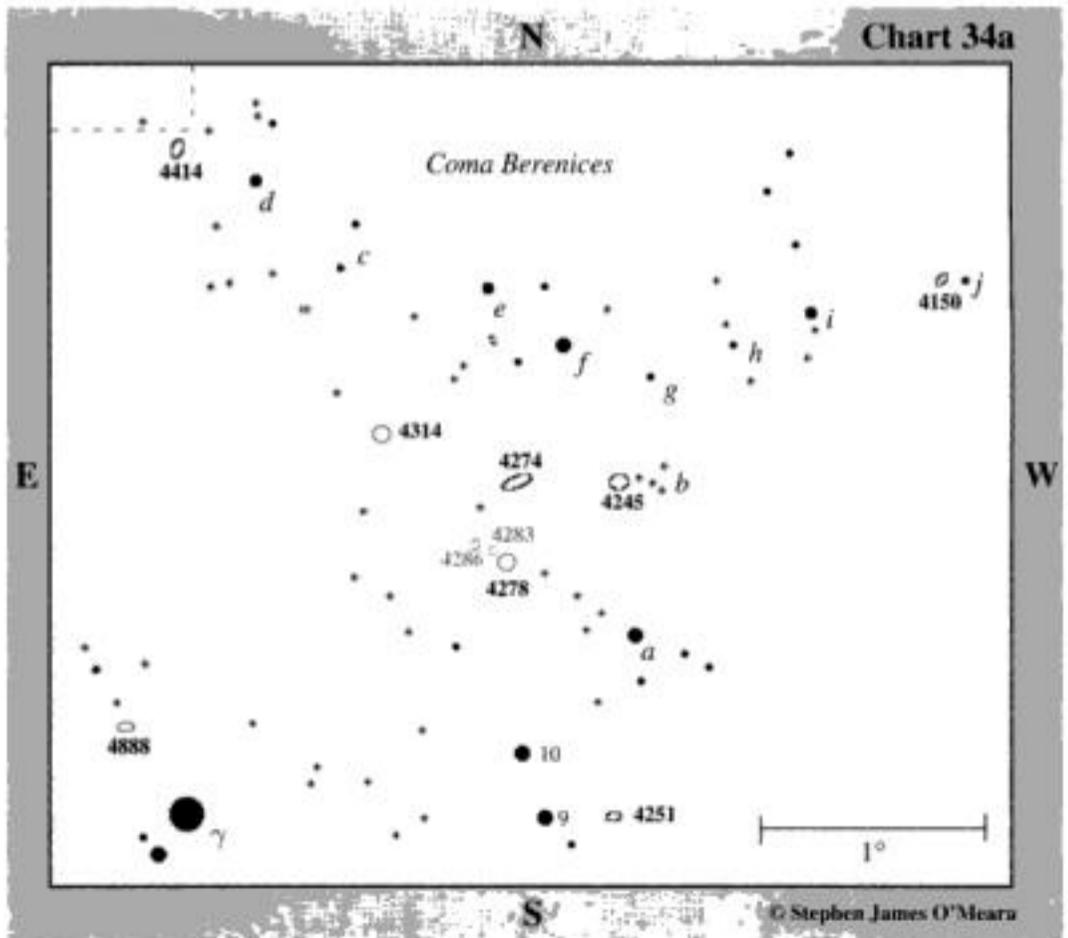 N
Chart 34a
4414
Coma Berenices
d
c
4150
j
e
i
f
h
g
4314
4274
E
W
4245
b
4283
4286
4278
a
4888
10
γ
9
4251
1°
S
© Stephen James O'Meara